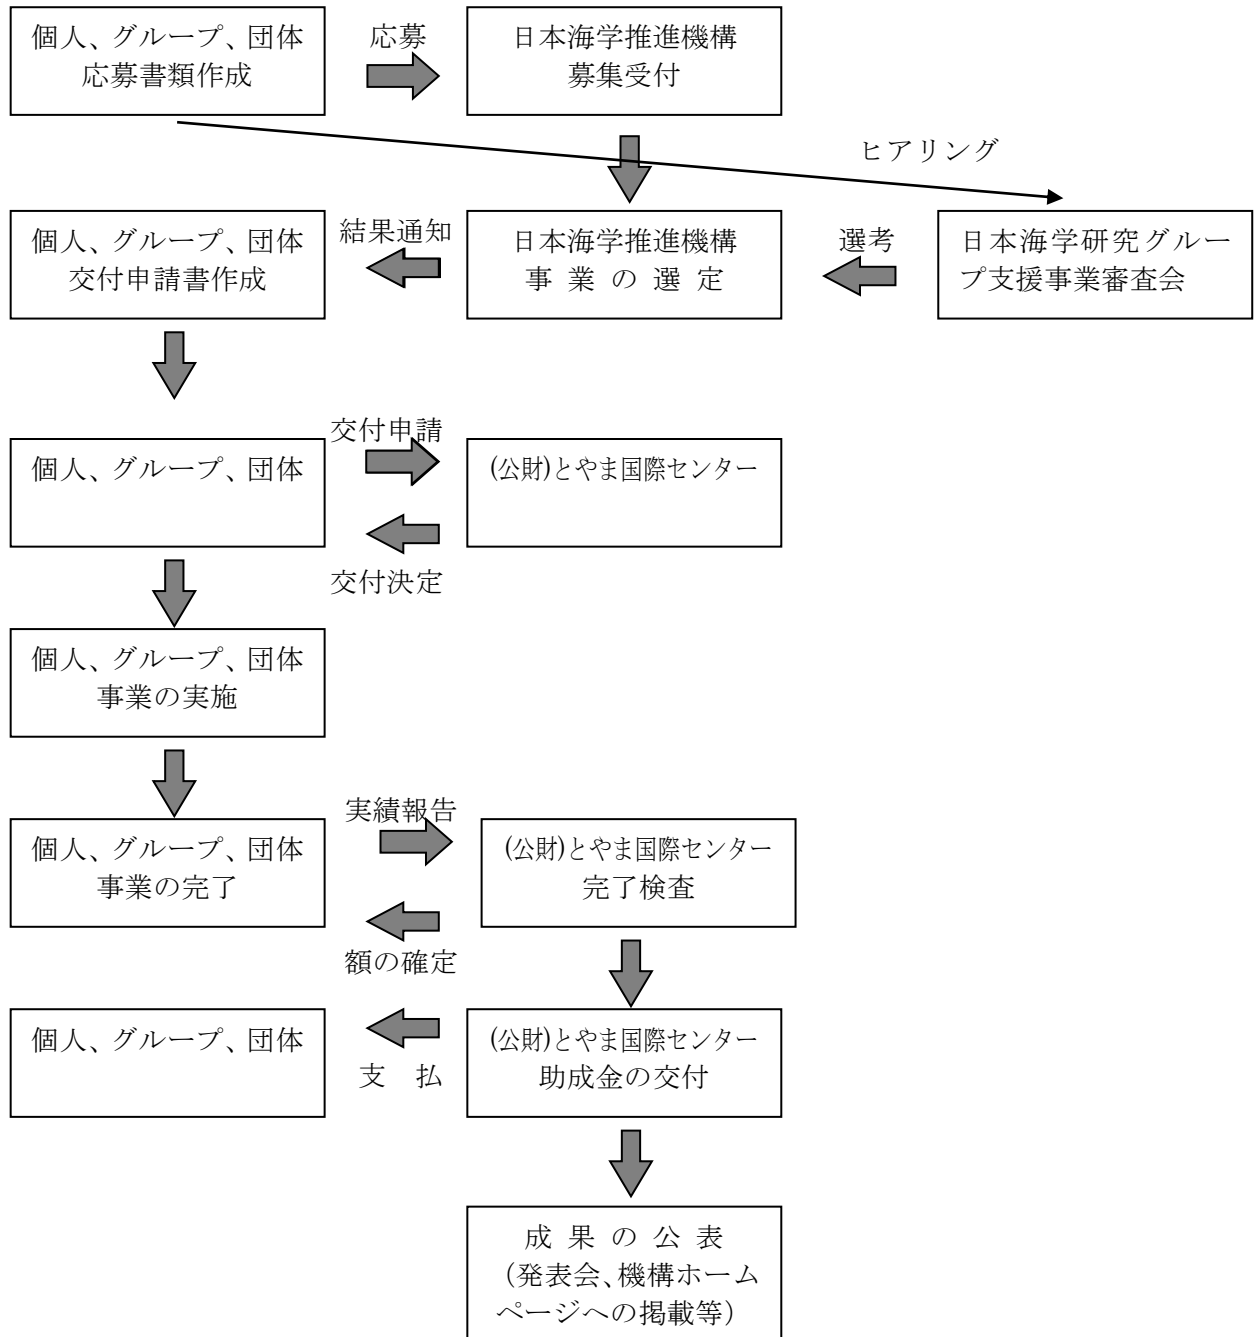 個人、グループ、団体
応募書類作成
応募
日本海学推進機構
募集受付
ヒアリング
個人、グループ、団体
交付申請書作成
結果通知
日本海学推進機構
事業の選定
選考
日本海学研究グルー
プ支援事業審査会
個人、グループ、団体
交付申請
(公財)とやま国際センター
交付決定
個人、グループ、団体
事業の実施
個人、グループ、団体
事業の完了
実績報告
(公財)とやま国際センター
完了検査
額の確定
個人、グループ、団体
支　払
(公財)とやま国際センター
助成金の交付
成果の公表
（発表会、機構ホーム
ページへの掲載等）